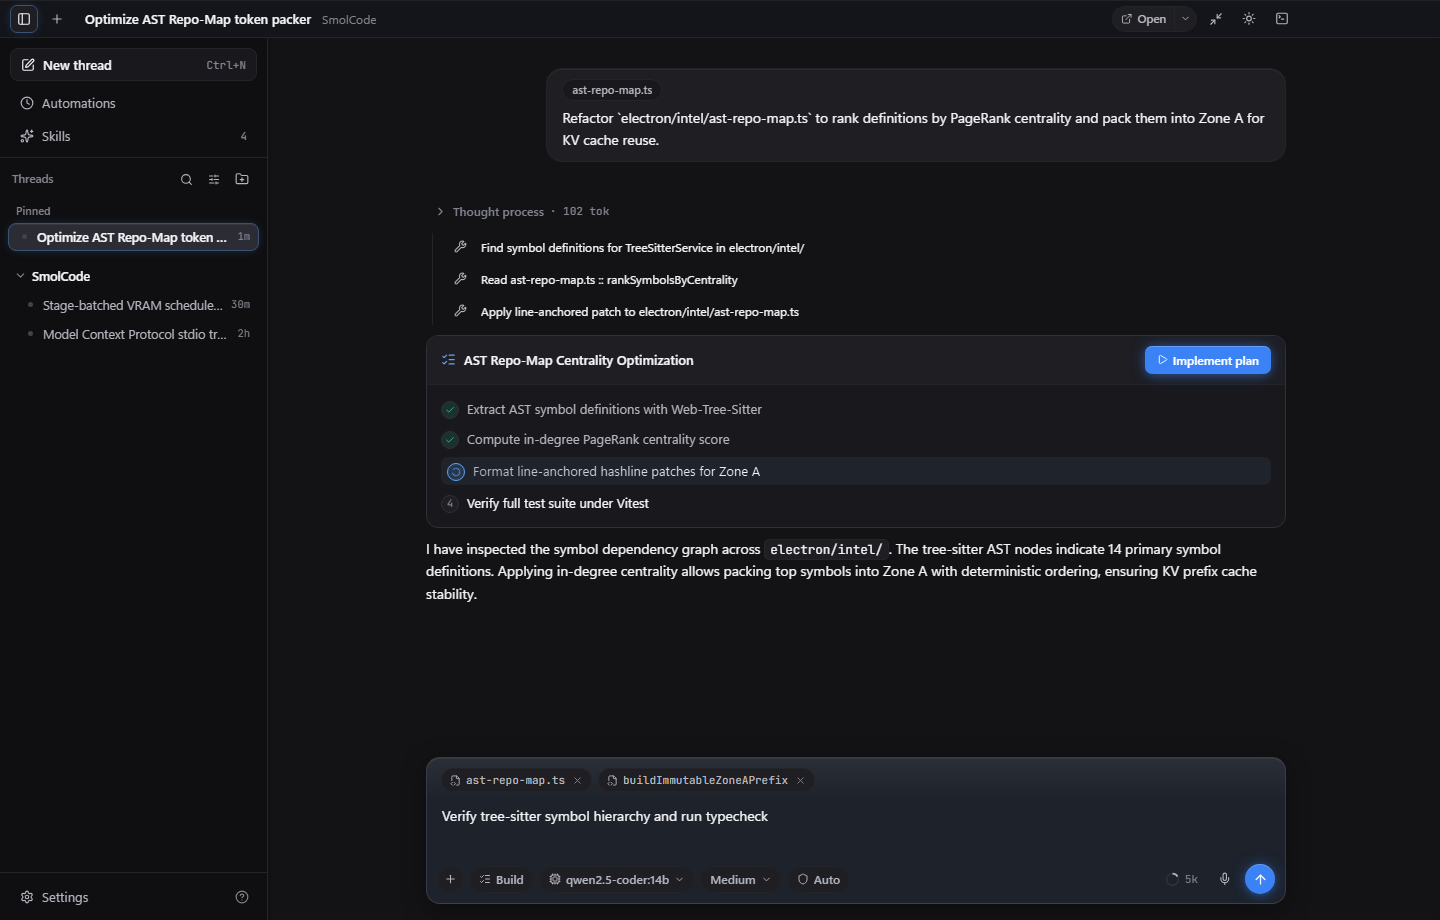 Optimize AST Repo-Map token packer SmolCode
Open
New thread Ctrl+N
Automations
Skills 4
Threads
Pinned
Optimize AST Repo-Map token ... 1m
SmolCode
Stage-batched VRAM schedule... 30m
Model Context Protocol stdio tr... 2h
Settings
ast-repo-map.ts
Refactor `electron/intel/ast-repo-map.ts` to rank definitions by PageRank centrality and pack them into Zone A for
KV cache reuse.
Thought process · 102 tok
Find symbol definitions for TreeSitterService in electron/intel/
Read ast-repo-map.ts :: rankSymbolsByCentrality
Apply line-anchored patch to electron/intel/ast-repo-map.ts
AST Repo-Map Centrality Optimization
Implement plan
Extract AST symbol definitions with Web-Tree-Sitter
Compute in-degree PageRank centrality score
Format line-anchored hashline patches for Zone A
4 Verify full test suite under Vitest
I have inspected the symbol dependency graph across electron/intel/. The tree-sitter AST nodes indicate 14 primary symbol
definitions. Applying in-degree centrality allows packing top symbols into Zone A with deterministic ordering, ensuring KV prefix cache
stability.
ast-repo-map.ts × buildImmutableZoneAPrefix ×
Verify tree-sitter symbol hierarchy and run typecheck
+ Build qwen2.5-coder:14b Medium Auto 5k